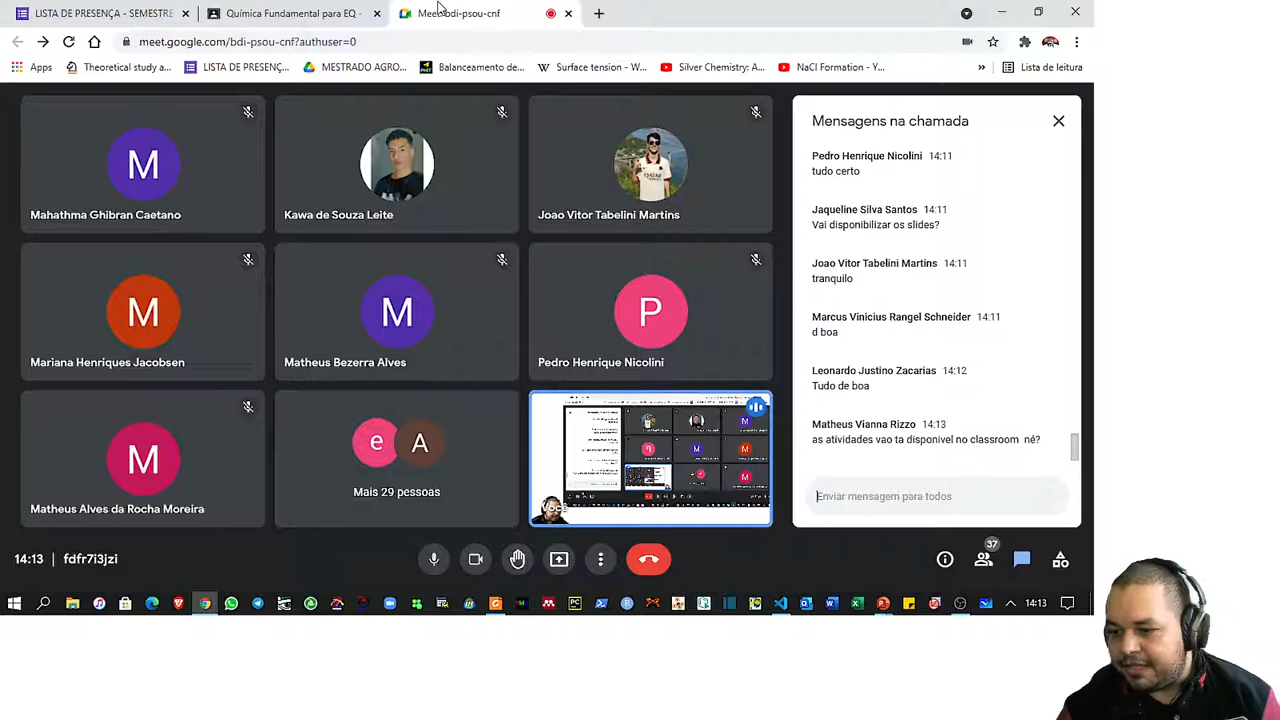 LISTA DE PRESENÇA - SEMESTRE
Química Fundamental para EQ -
Meet bdi-psou-cnf
meet.google.com/bdi-psou-cnf?authuser=0
Apps
Theoretical study a...
LISTA DE PRESENÇ...
MESTRADO AGRO...
Balanceamento de...
Surface tension - W...
Silver Chemistry: A...
NaCl Formation - Y...
»
Lista de leitura
M
Mahathma Ghibran Caetano
Kawa de Souza Leite
Joao Vitor Tabelini Martins
M
Mariana Henriques Jacobsen
M
Matheus Bezerra Alves
P
Pedro Henrique Nicolini
M
Matheus Alves da Rocha Moreira
e A
Mais 29 pessoas
Você
Mensagens na chamada
Pedro Henrique Nicolini 14:11
tudo certo
Jaqueline Silva Santos 14:11
Vai disponibilizar os slides?
Joao Vitor Tabelini Martins 14:11
tranquilo
Marcus Vinicius Rangel Schneider 14:11
d boa
Leonardo Justino Zacarias 14:12
Tudo de boa
Matheus Vianna Rizzo 14:13
as atividades vao ta disponivel no classroom né?
Enviar mensagem para todos
14:13 | fdfr7i3jzi
37
14:13